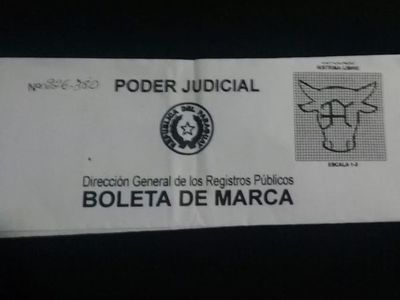 Nº 826-380 PODER JUDICIAL
REPUBLICA DEL PARAGUAY
ESCALA 1-2
Dirección General de los Registros Públicos
BOLETA DE MARCA